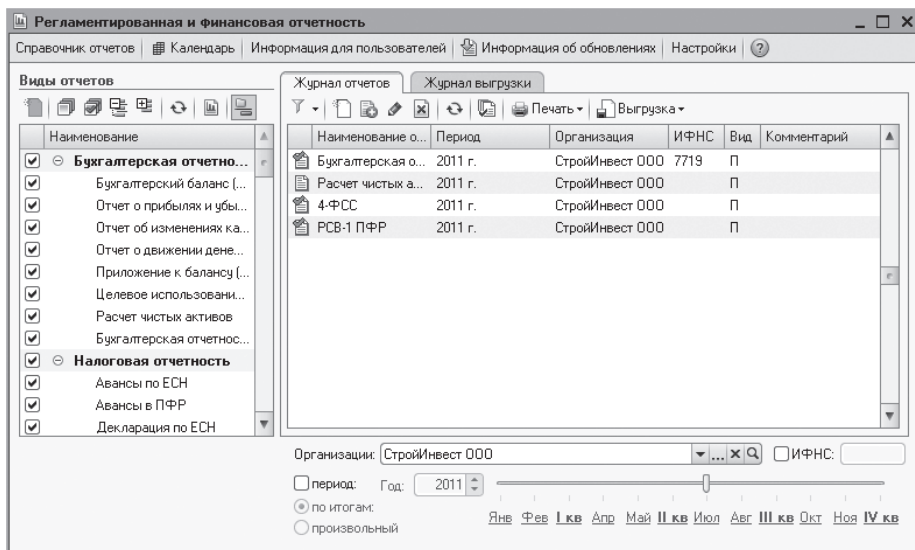 Регламентированная и финансовая отчетность
Справочник отчетов Календарь Информация для пользователей Информация об обновлениях Настройки
Виды отчетов
Наименование
Бухгалтерская отчетно...
Бухгалтерский баланс (...
Отчет о прибылях и убы...
Отчет об изменениях ка...
Отчет о движении дене...
Приложение к балансу (...
Целевое использовани...
Расчет чистых активов
Бухгалтерская отчетнос...
Налоговая отчетность
Авансы по ЕСН
Авансы в ПФР
Декларация по ЕСН
Журнал отчетов Журнал выгрузки
Печать Выгрузка
Наименование о... Период Организация ИФНС Вид Комментарий
Бухгалтерская о... 2011 г. СтройИнвест ООО 7719 П
Расчет чистых а... 2011 г. СтройИнвест ООО П
4-ФСС 2011 г. СтройИнвест ООО П
РСВ-1 ПФР 2011 г. СтройИнвест ООО П
Организации: СтройИнвест ООО ИФНС:
период: Год: 2011
по итогам:
произвольный
Янв Фев I кв Апр Май II кв Июл Авг III кв Окт Ноя IV кв